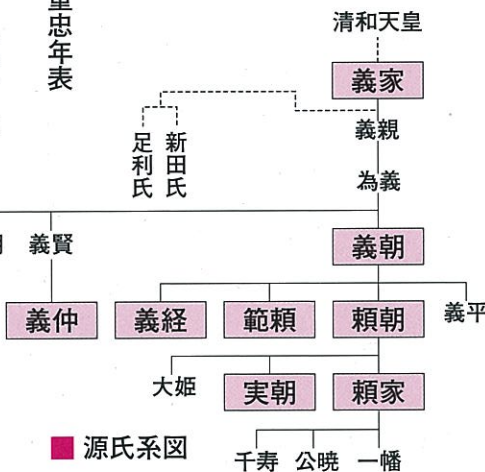 重忠年表
清和天皇
義家
義親
新田氏
足利氏
為義
義賢
義朝
義仲
義経
範頼
頼朝
義平
大姫
実朝
頼家
千寿
公暁
一幡
■ 源氏系図